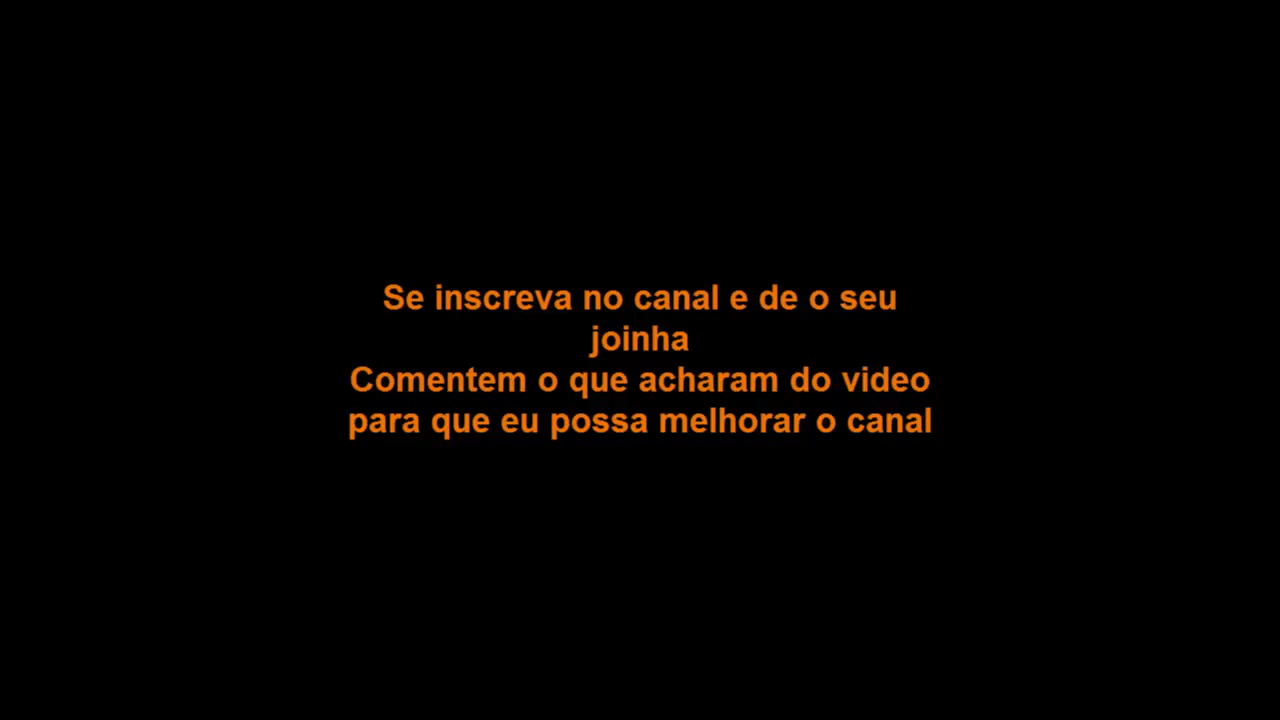 Se inscreva no canal e de o seu
joinha
Comentem o que acharam do video
para que eu possa melhorar o canal